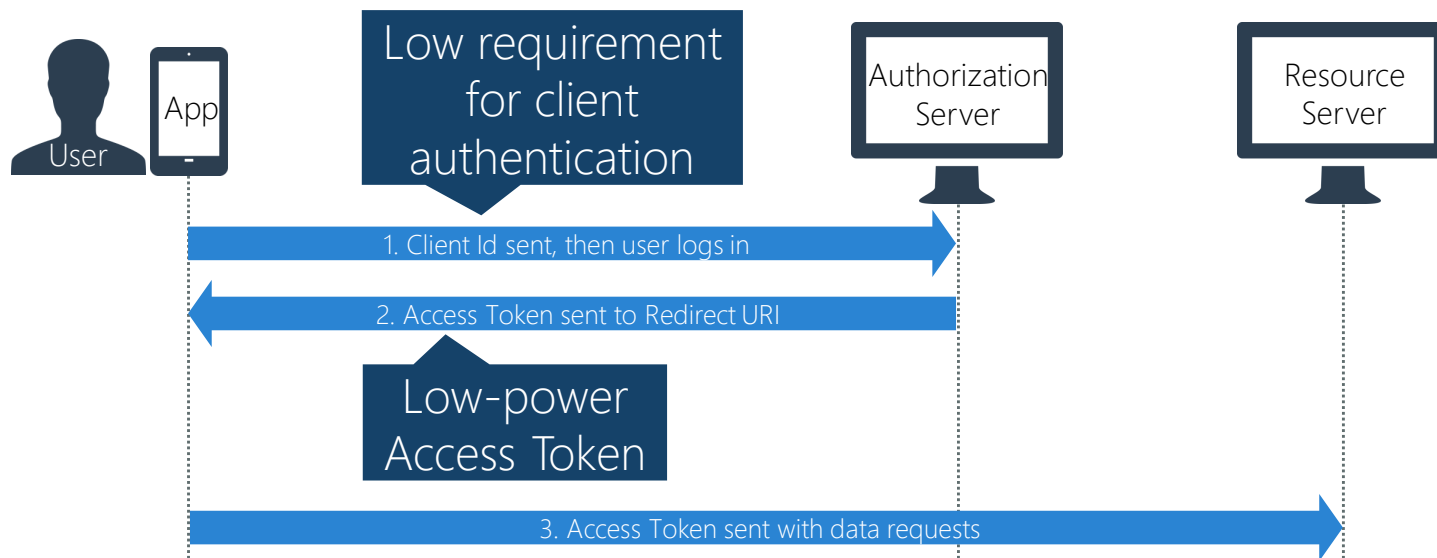 Low requirement
for client
authentication
User
App
Authorization
Server
Resource
Server
1. Client Id sent, then user logs in
2. Access Token sent to Redirect URI
Low-power
Access Token
3. Access Token sent with data requests